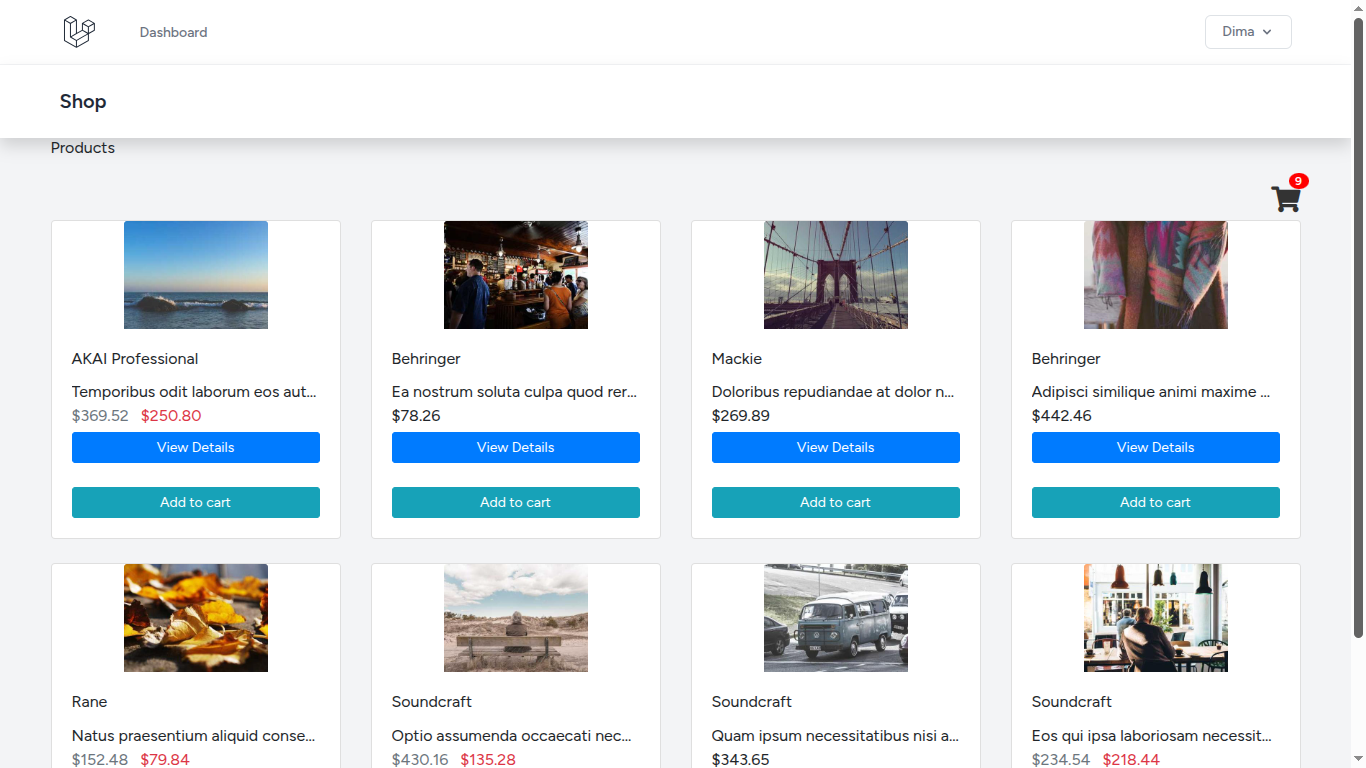 Dashboard
Dima
Shop
Products
9
AKAI Professional
Temporibus odit laborum eos aut...
$369.52 $250.80
View Details
Add to cart
Behringer
Ea nostrum soluta culpa quod rer...
$78.26
View Details
Add to cart
Mackie
Doloribus repudiandae at dolor n...
$269.89
View Details
Add to cart
Behringer
Adipisci similique animi maxime ...
$442.46
View Details
Add to cart
Rane
Natus praesentium aliquid conse...
$152.48 $79.84
Soundcraft
Optio assumenda occaecati nec...
$430.16 $135.28
Soundcraft
Quam ipsum necessitatibus nisi a...
$343.65
Soundcraft
Eos qui ipsa laboriosam necessit...
$234.54 $218.44